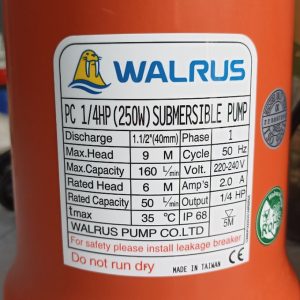 WALRUS
PC 1/4HP(250W)SUBMERSIBLE PUMP
Discharge 1.1/2"(40mm) Phase 1
Max.Head 9 M Cycle 50 Hz
Max.Capacity 160 L/min Volt. 220-240 V
Rated Head 6 M Amp's 2.0 A
Rated Capacity 50 L/min Output 1/4 HP
tmax 35 °C IP 68 5M
WALRUS PUMP CO.LTD
For safety please install leakage breaker
Do not run dry
MADE IN TAIWAN